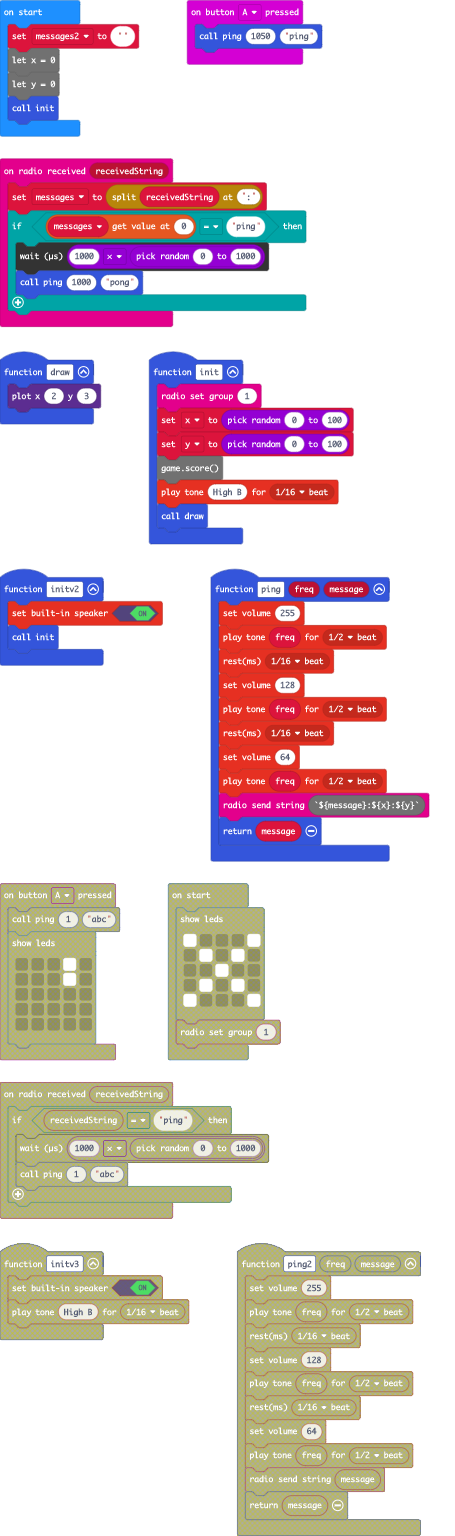 on start
set messages2 to " "
let x = 0
let y = 0
call init
on button A pressed
call ping 1050 "ping"
on radio received receivedString
set messages to split receivedString at ":"
if messages get value at 0 = "ping" then
wait (µs) 1000 × pick random 0 to 1000
call ping 1000 "pong"
function draw
plot x 2 y 3
function init
radio set group 1
set x to pick random 0 to 100
set y to pick random 0 to 100
game.score()
play tone High B for 1/16 beat
call draw
function initv2
set built-in speaker ON
call init
function ping freq message
set volume 255
play tone freq for 1/2 beat
rest(ms) 1/16 beat
set volume 128
play tone freq for 1/2 beat
rest(ms) 1/16 beat
set volume 64
play tone freq for 1/2 beat
radio send string `${message}:${x}:${y}`
return message
on button A pressed
call ping 1 "abc"
show leds
on start
show leds
radio set group 1
on radio received receivedString
if receivedString = "ping" then
wait (µs) 1000 × pick random 0 to 1000
call ping 1 "abc"
function initv3
set built-in speaker ON
play tone High B for 1/16 beat
function ping2 freq message
set volume 255
play tone freq for 1/2 beat
rest(ms) 1/16 beat
set volume 128
play tone freq for 1/2 beat
rest(ms) 1/16 beat
set volume 64
play tone freq for 1/2 beat
radio send string message
return message